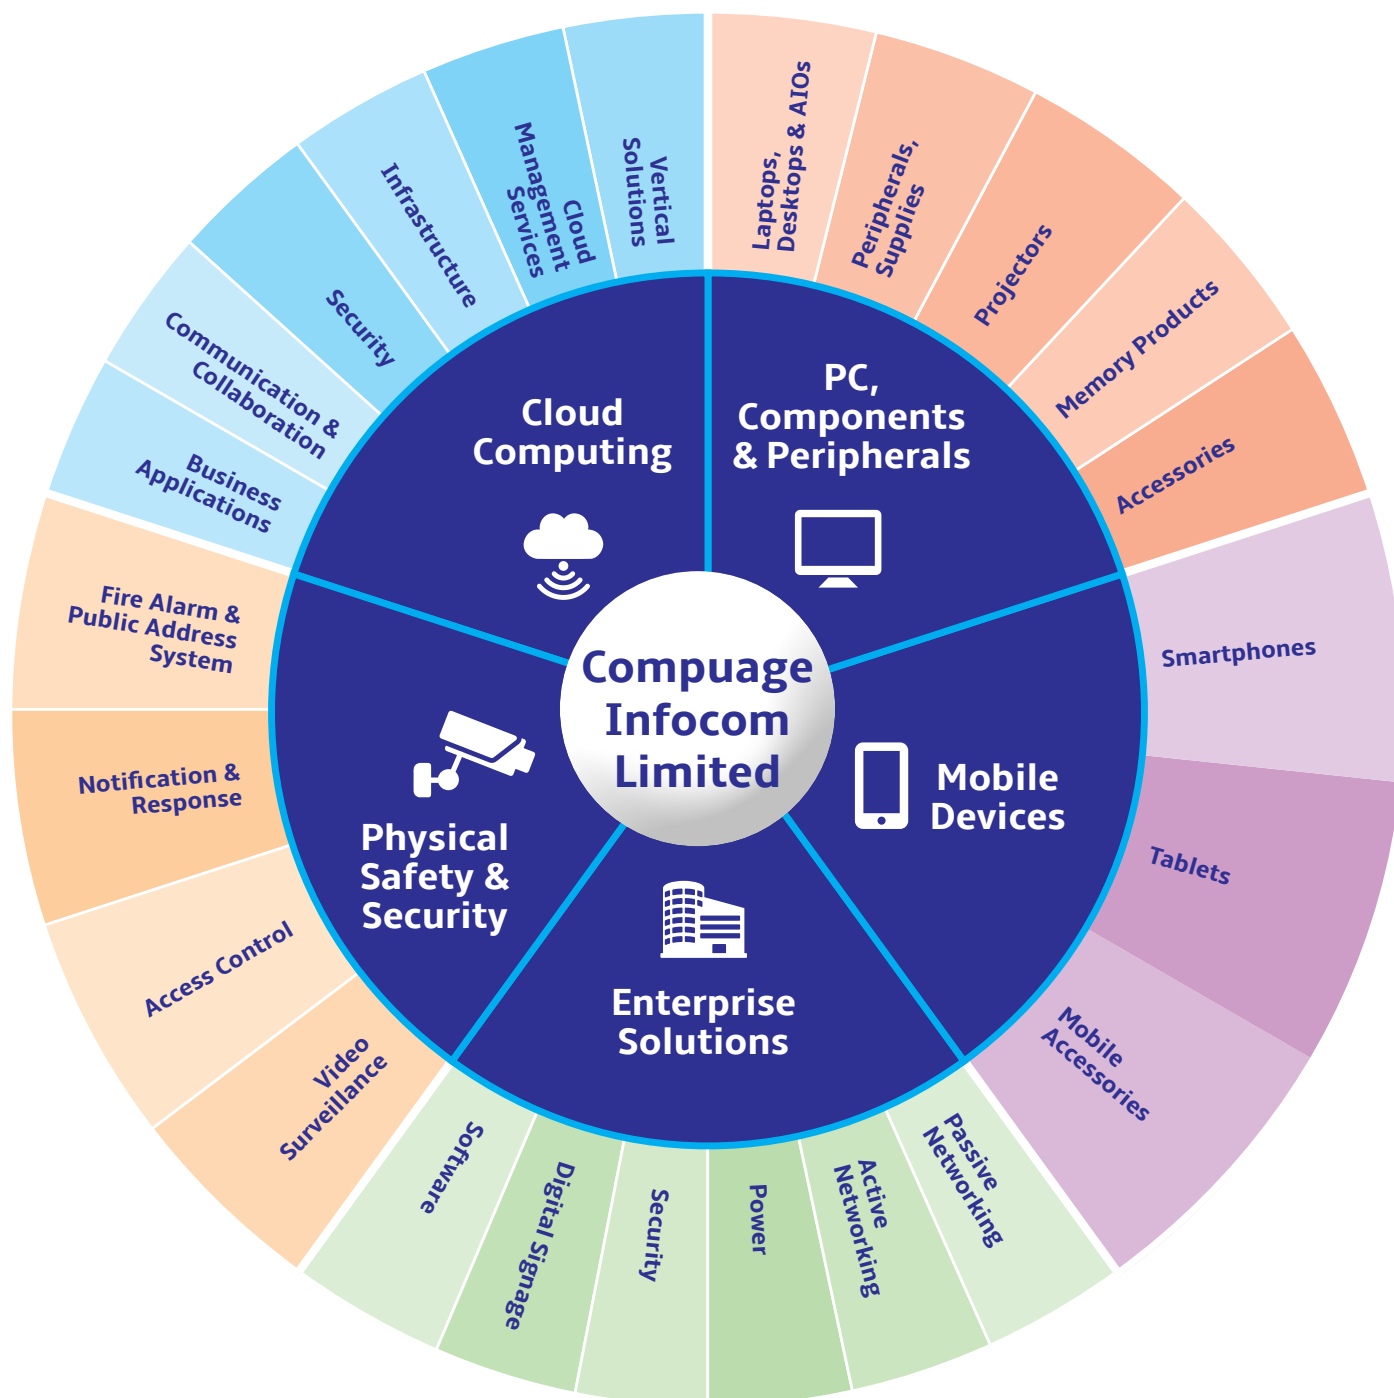 Compuage
Infocom
Limited
PC,
Components
& Peripherals
Laptops,
Desktops & AIOs
Peripherals,
Supplies
Projectors
Memory Products
Accessories
Mobile
Devices
Smartphones
Tablets
Mobile
Accessories
Enterprise
Solutions
Passive
Networking
Active
Networking
Power
Security
Digital Signage
Software
Physical
Safety &
Security
Video
Surveillance
Access Control
Notification &
Response
Fire Alarm &
Public Address
System
Cloud
Computing
Business
Applications
Communication &
Collaboration
Security
Infrastructure
Cloud
Management
Services
Vertical
Solutions